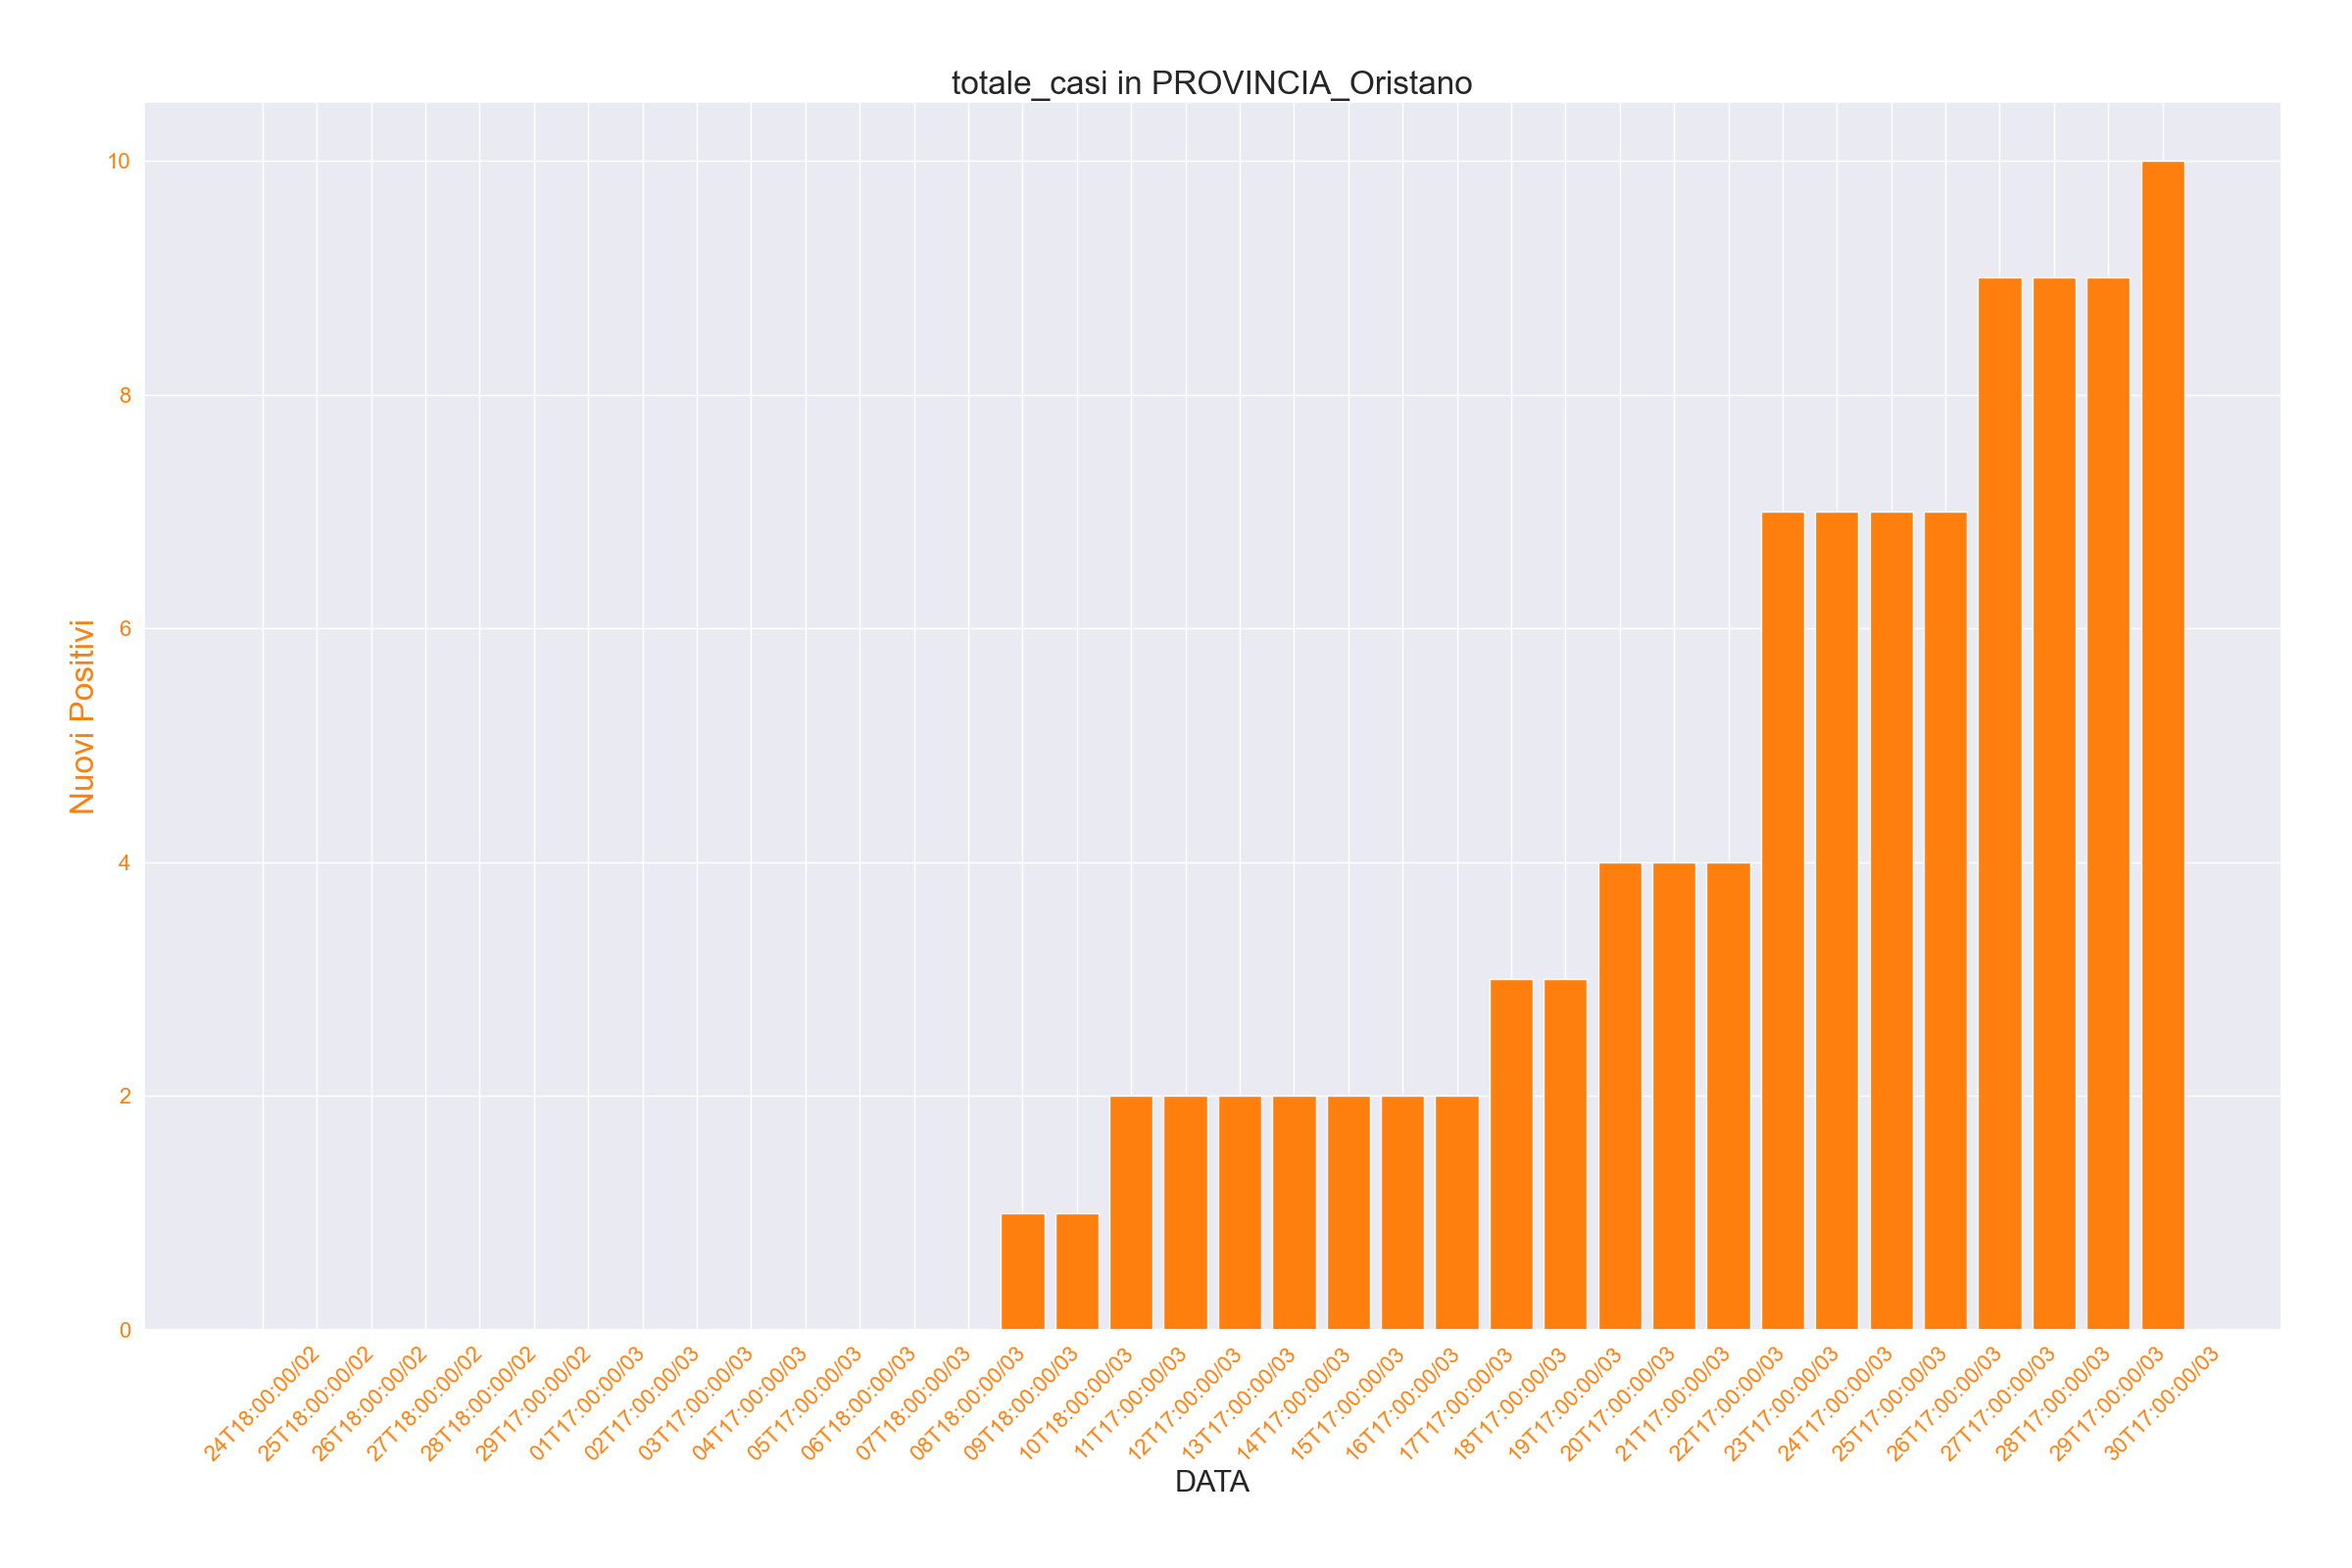 totale_casi in PROVINCIA_Oristano
Nuovi Positivi
10
8
6
4
2
0
24T18:00:00/02
25T18:00:00/02
26T18:00:00/02
27T18:00:00/02
28T18:00:00/02
29T17:00:00/02
01T17:00:00/03
02T17:00:00/03
03T17:00:00/03
04T17:00:00/03
05T17:00:00/03
06T18:00:00/03
07T18:00:00/03
08T18:00:00/03
09T18:00:00/03
10T18:00:00/03
11T17:00:00/03
12T17:00:00/03
13T17:00:00/03
14T17:00:00/03
15T17:00:00/03
16T17:00:00/03
17T17:00:00/03
18T17:00:00/03
19T17:00:00/03
20T17:00:00/03
21T17:00:00/03
22T17:00:00/03
23T17:00:00/03
24T17:00:00/03
25T17:00:00/03
26T17:00:00/03
27T17:00:00/03
28T17:00:00/03
29T17:00:00/03
30T17:00:00/03
DATA